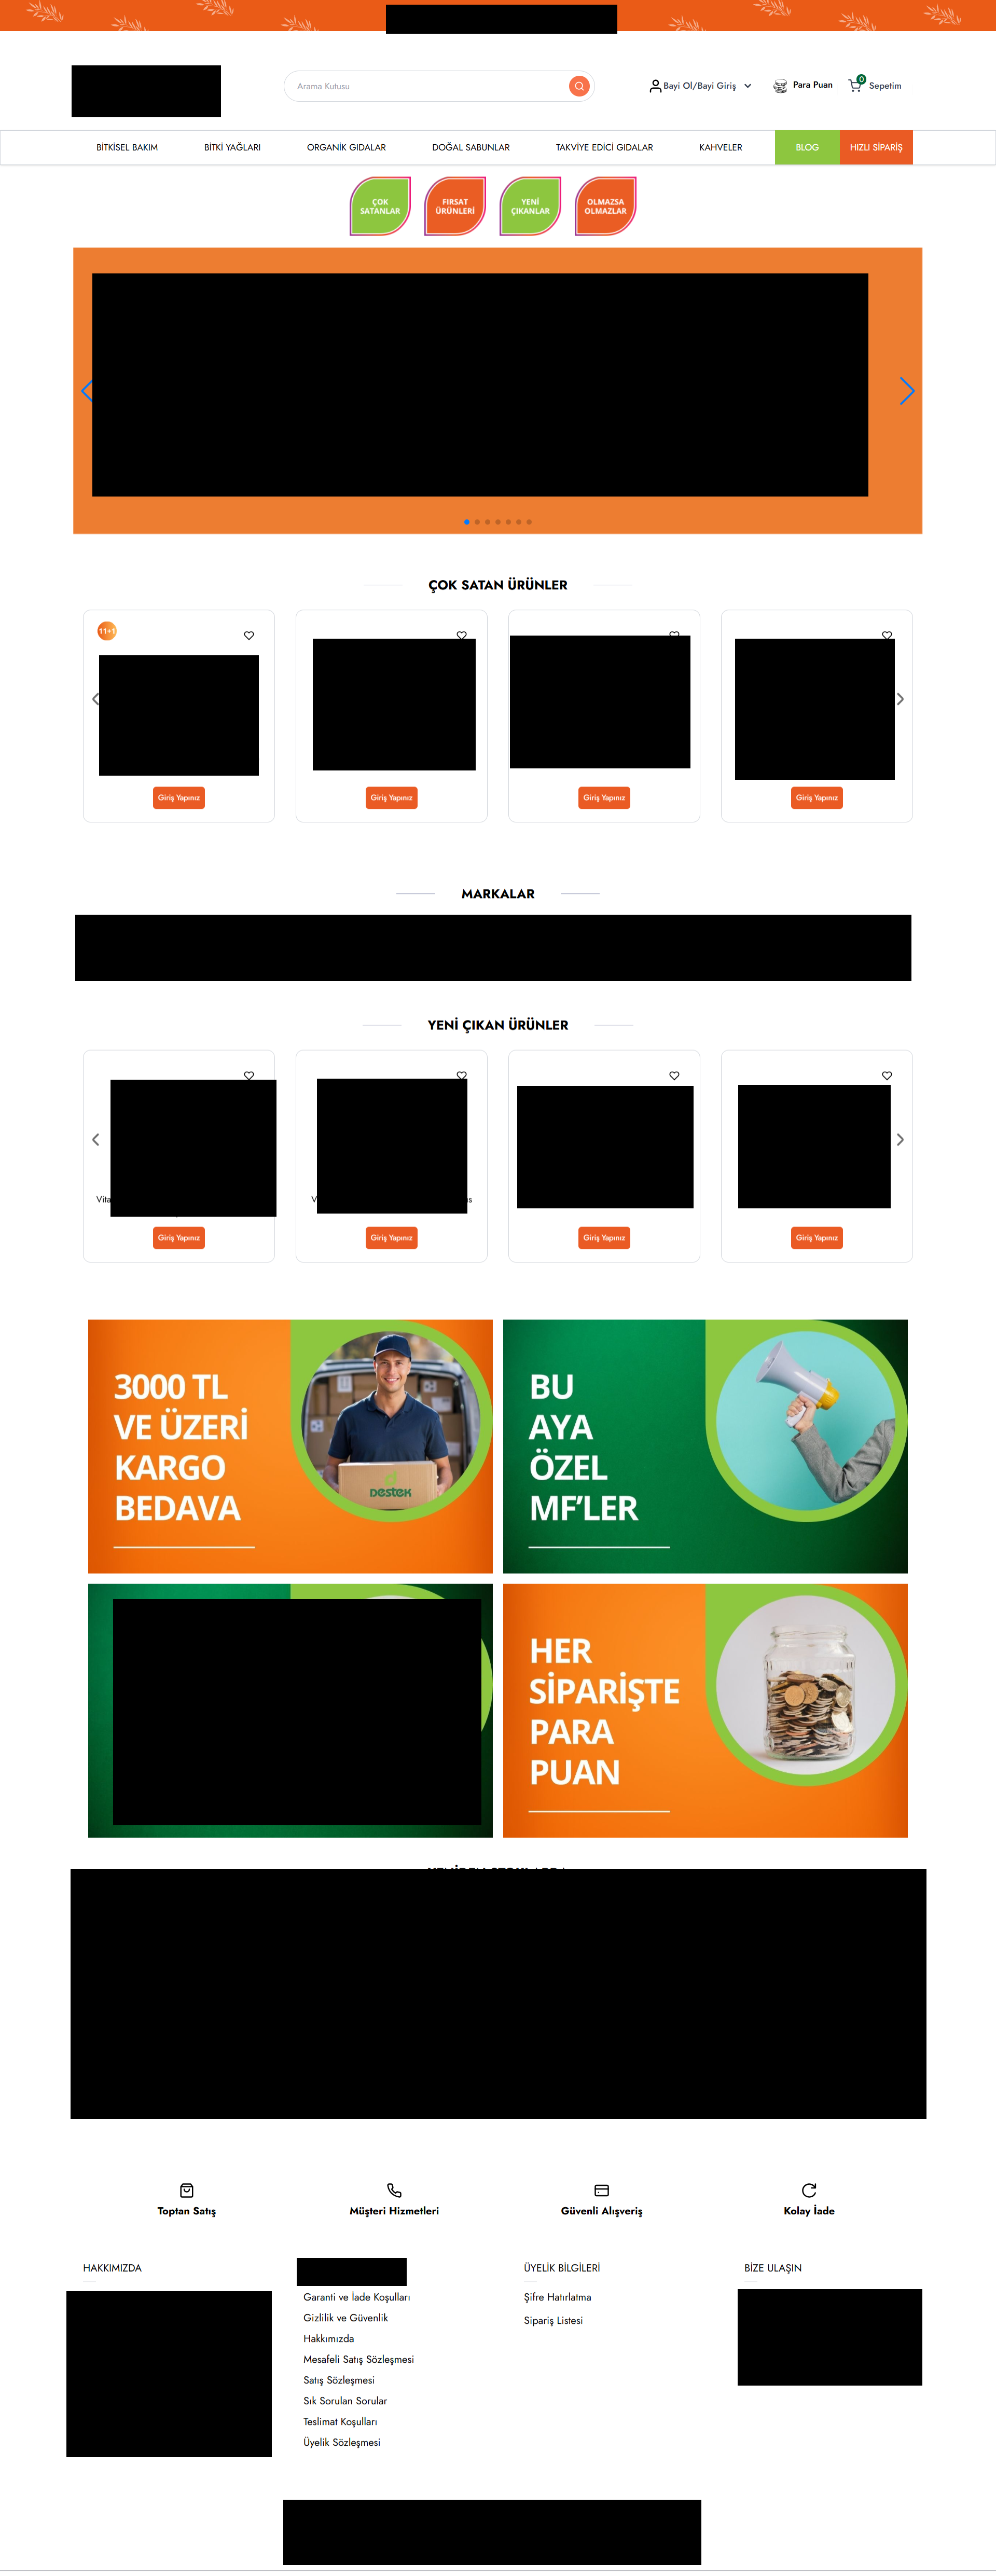 Arama Kutusu
Bayi Ol/Bayi Giriş
Para Puan
0
Sepetim
BİTKİSEL BAKIM
BİTKİ YAĞLARI
ORGANİK GIDALAR
DOĞAL SABUNLAR
TAKVİYE EDİCİ GIDALAR
KAHVELER
BLOG
HIZLI SİPARİŞ
ÇOK
SATANLAR
FIRSAT
ÜRÜNLERİ
YENİ
ÇIKANLAR
OLMAZSA
OLMAZLAR
ÇOK SATAN ÜRÜNLER
11+1
Giriş Yapınız
Giriş Yapınız
Giriş Yapınız
Giriş Yapınız
MARKALAR
YENİ ÇIKAN ÜRÜNLER
Giriş Yapınız
Giriş Yapınız
Giriş Yapınız
Giriş Yapınız
3000 TL
VE ÜZERİ
KARGO
BEDAVA
DESTEK
BU
AYA
ÖZEL
MF'LER
HER
SİPARİŞTE
PARA
PUAN
Toptan Satış
Müşteri Hizmetleri
Güvenli Alışveriş
Kolay İade
HAKKIMIZDA
Garanti ve İade Koşulları
Gizlilik ve Güvenlik
Hakkımızda
Mesafeli Satış Sözleşmesi
Satış Sözleşmesi
Sık Sorulan Sorular
Teslimat Koşulları
Üyelik Sözleşmesi
ÜYELİK BİLGİLERİ
Şifre Hatırlatma
Sipariş Listesi
BİZE ULAŞIN